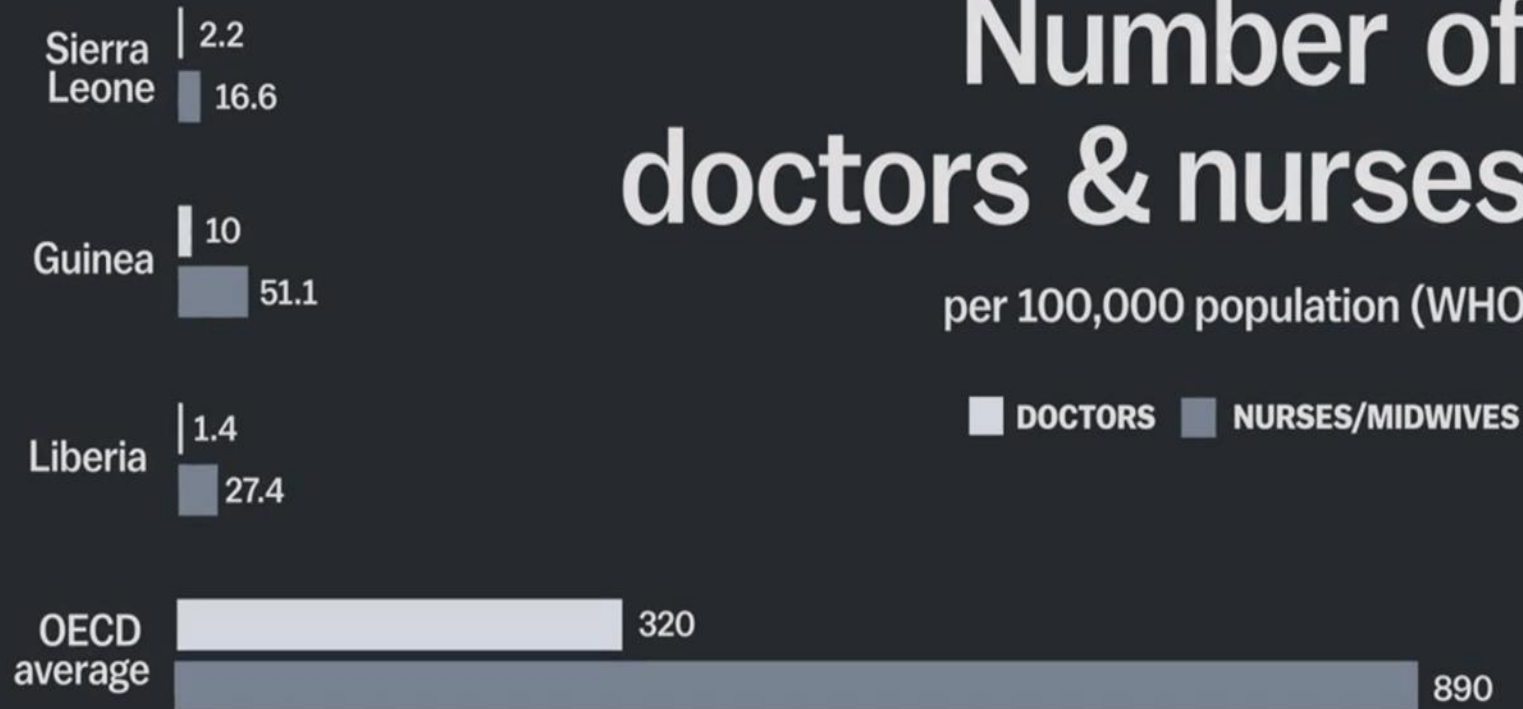 Number of
doctors & nurses
per 100,000 population (WHO
DOCTORS NURSES/MIDWIVES
Sierra
Leone
2.2
16.6
Guinea
10
51.1
Liberia
1.4
27.4
OECD
average
320
890